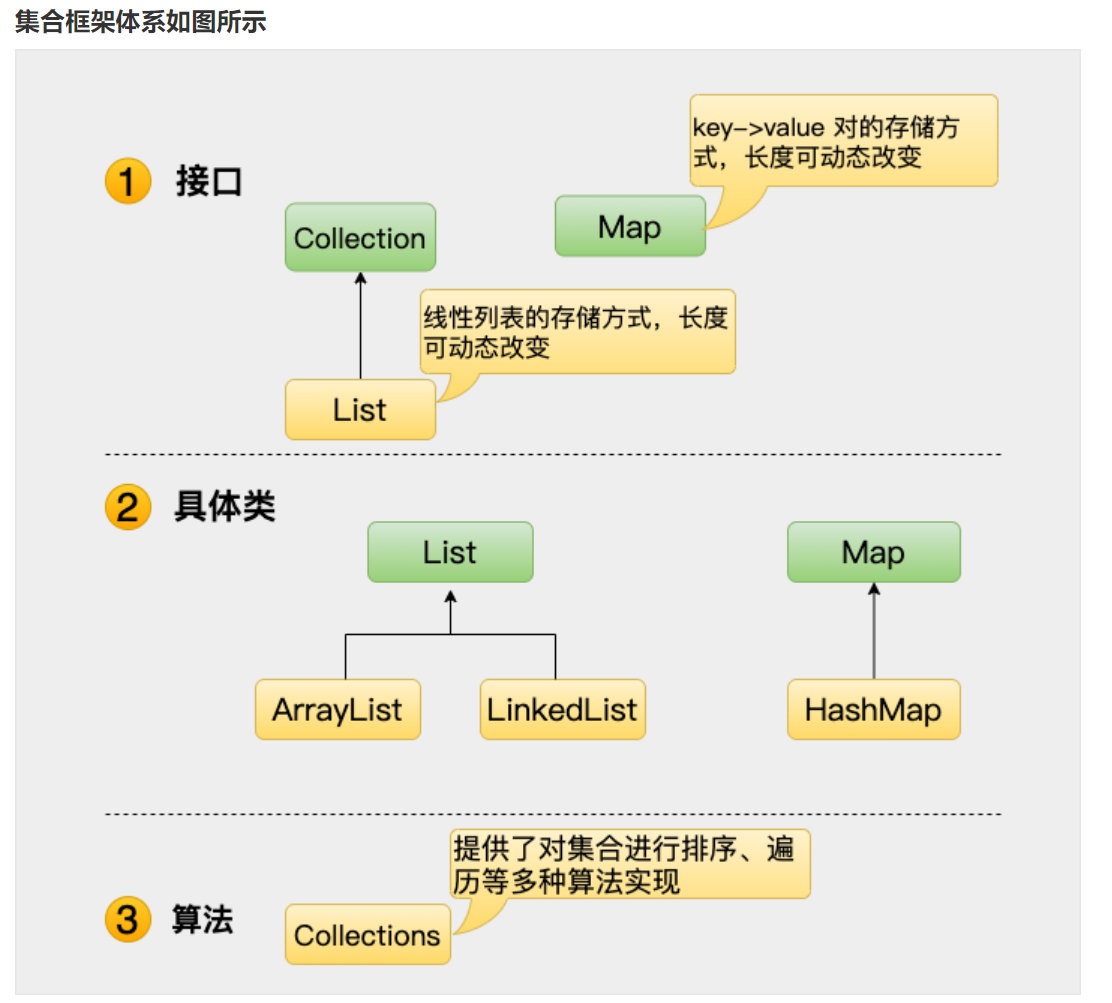 集合框架体系如图所示
key->value 对的存储方
式，长度可动态改变
1 接口
Map
Collection
线性列表的存储方式，长度
可动态改变
List
2 具体类
List
Map
ArrayList
LinkedList
HashMap
提供了对集合进行排序、遍
历等多种算法实现
3 算法
Collections